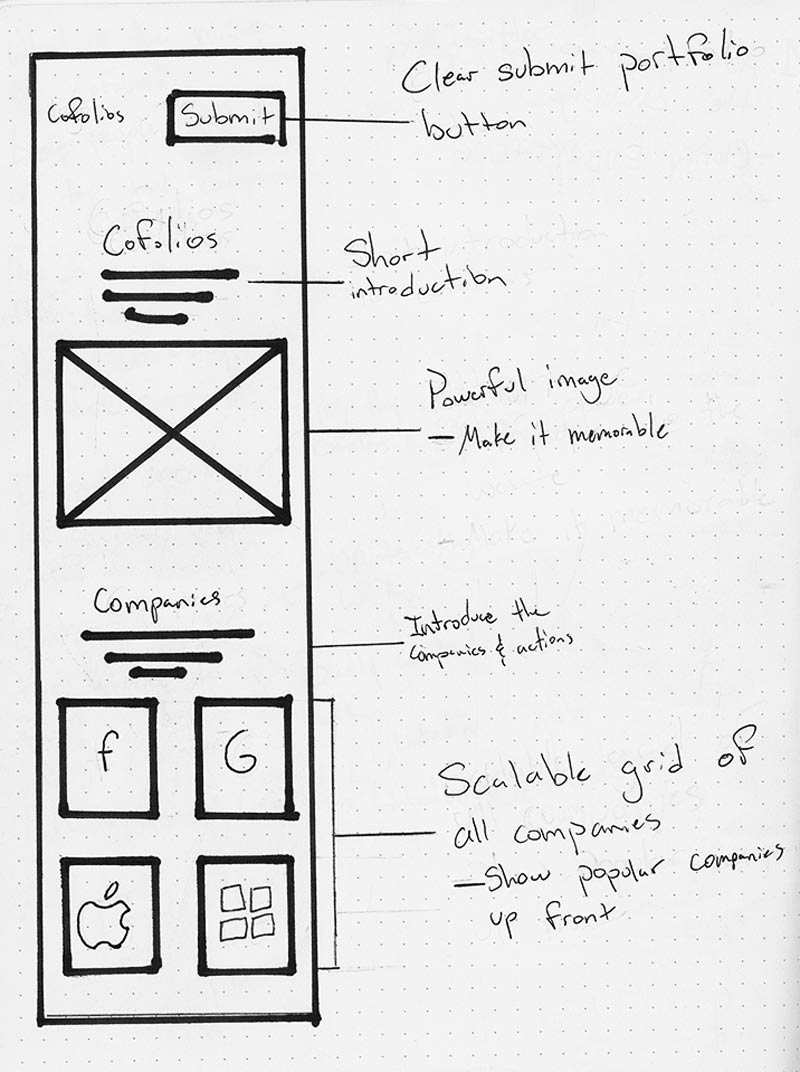 Cofolios
Submit
Clear submit portfolio
button
Cofolios
Short
introduction
Powerful image
— Make it memorable
Companies
Introduce the
Companies & actions
f
G
Scalable grid of
all companies
— Show popular companies
up front